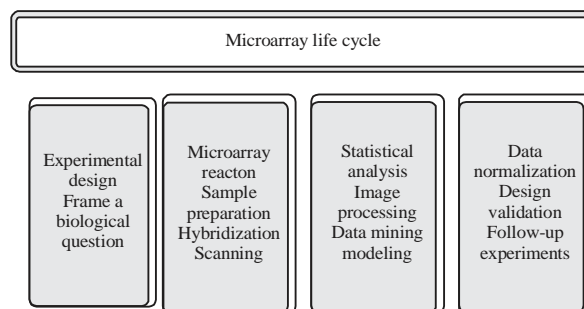 Microarray life cycle
Experimental
design
Frame a
biological
question
Microarray
reacton
Sample
preparation
Hybridization
Scanning
Statistical
analysis
Image
processing
Data mining
modeling
Data
normalization
Design
validation
Follow-up
experiments